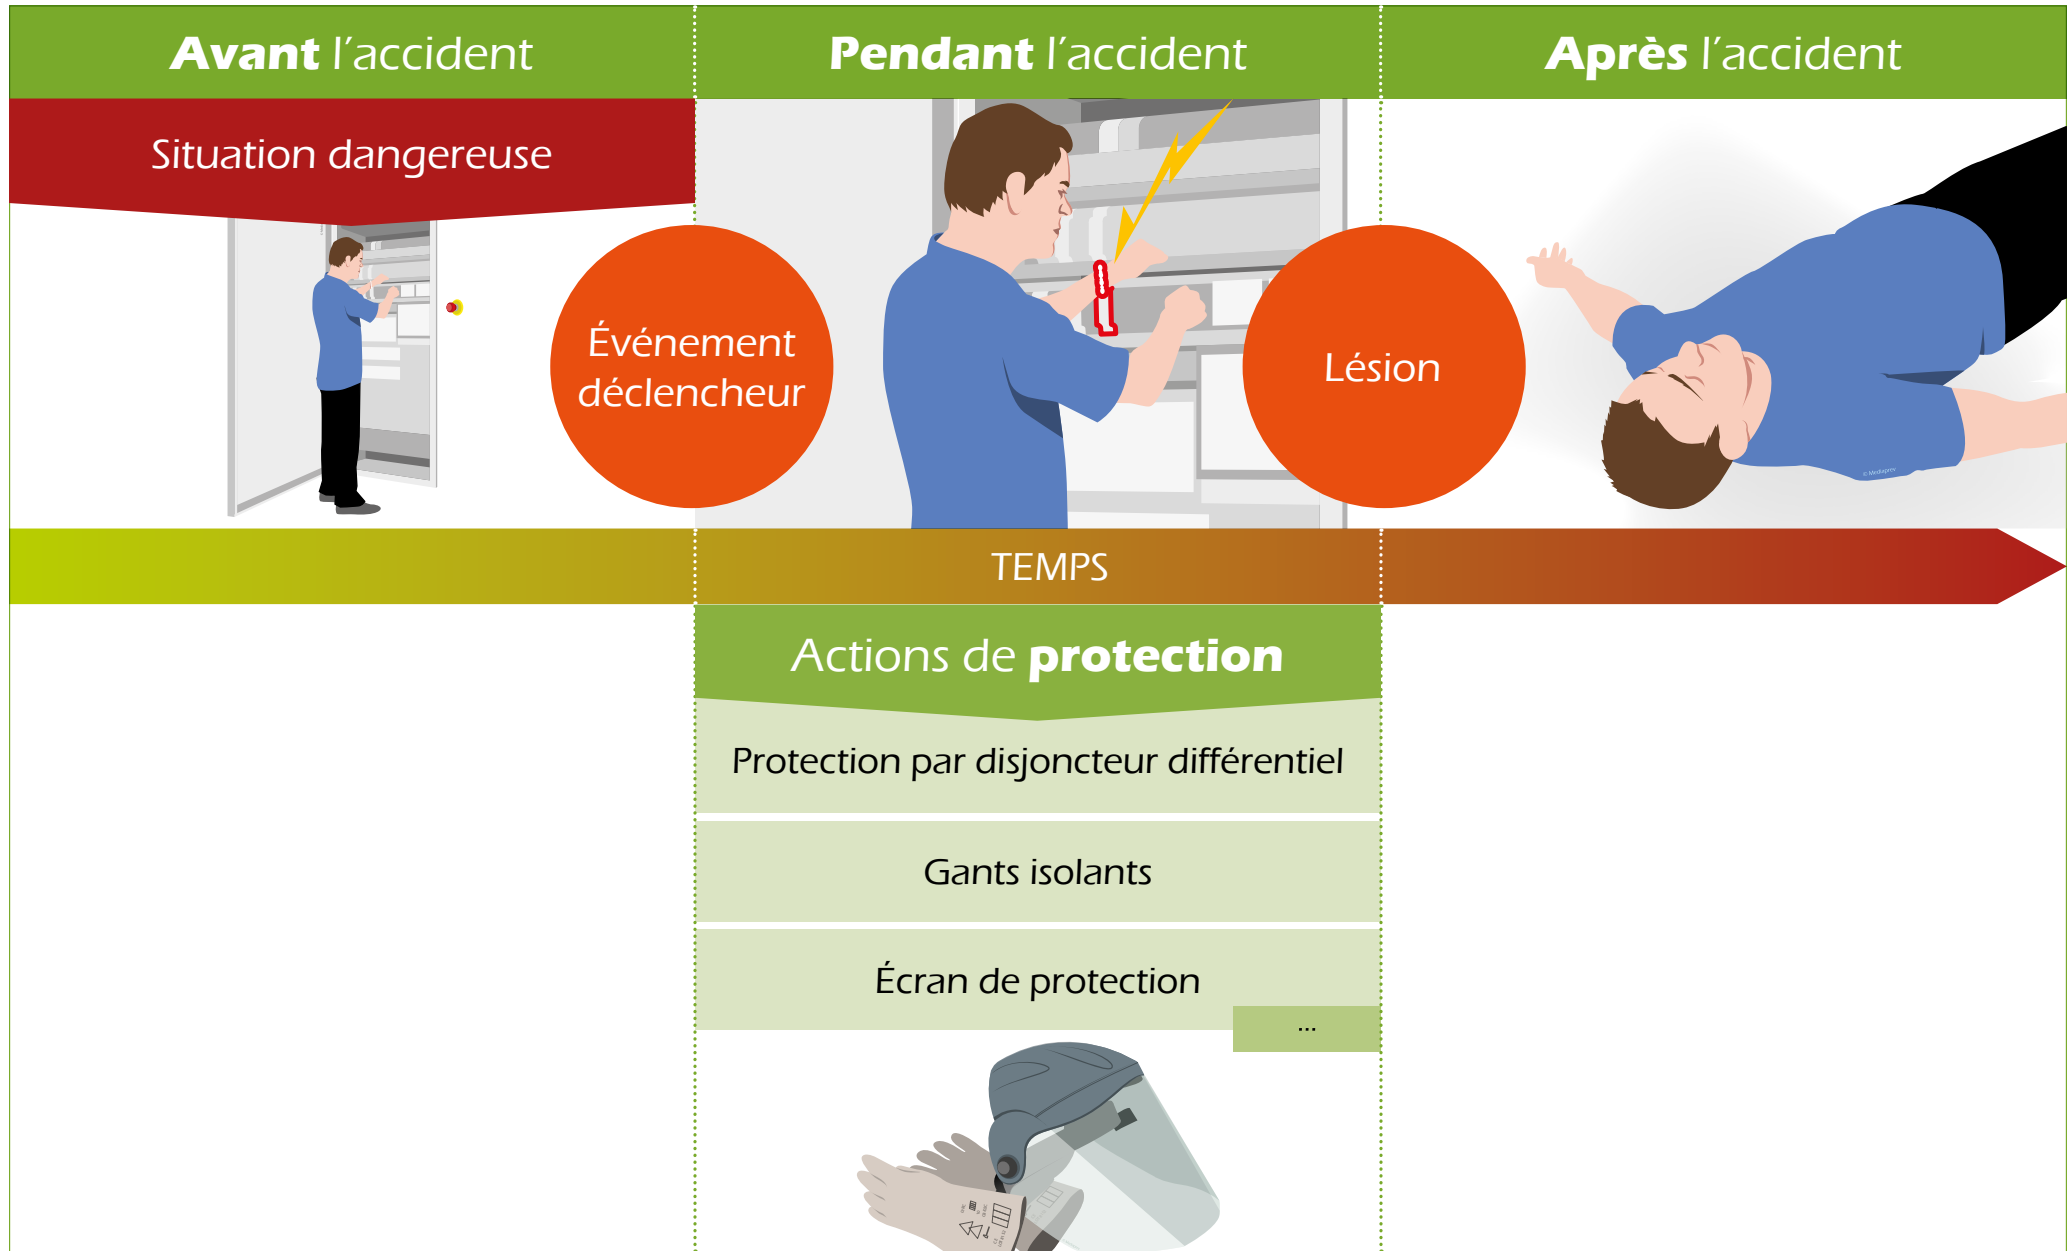 Avant l’accident
Pendant l’accident
Après l’accident
Situation dangereuse
Événement
déclencheur
Lésion
© Mediaprev
TEMPS
Actions de protection
Protection par disjoncteur différentiel
Gants isolants
Écran de protection
...